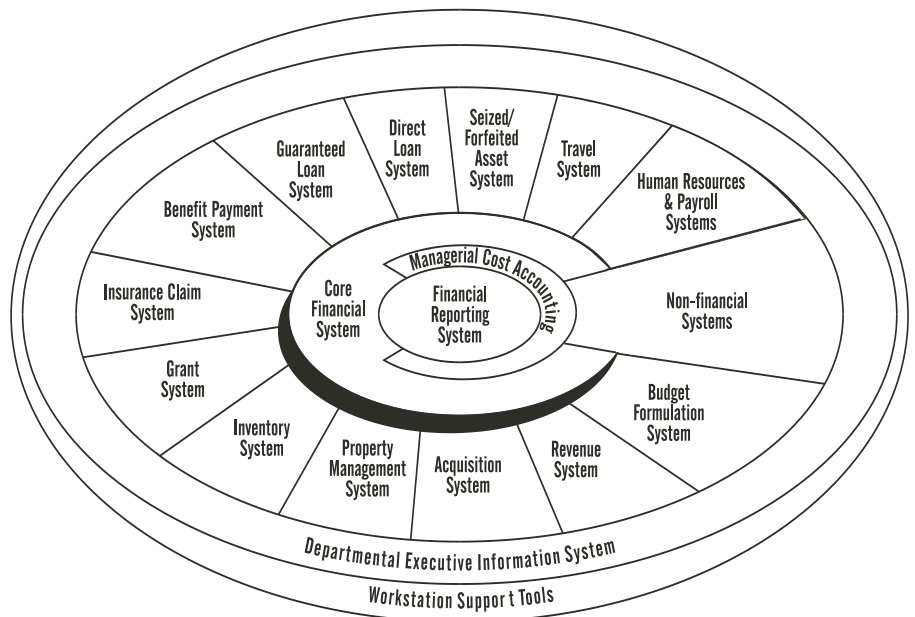 Seized/
Forfeited
Asset
System
Direct
Loan
System
Travel
System
Guaranteed
Loan
System
Human Resources
& Payroll
Systems
Benefit Payment
System
Managerial Cost Accounting
Core
Financial
System
Financial
Reporting
System
Insurance Claim
System
Non-financial
Systems
Grant
System
Budget
Formulation
System
Inventory
System
Property
Management
System
Acquisition
System
Revenue
System
Departmental Executive Information System
Workstation Support Tools